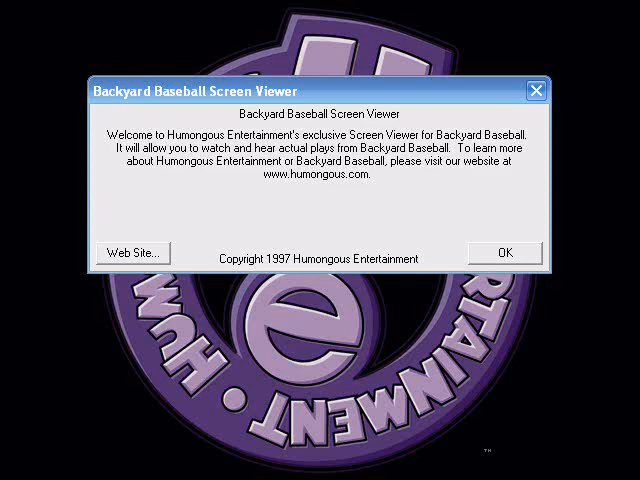 Backyard Baseball Screen Viewer
Backyard Baseball Screen Viewer
Welcome to Humongous Entertainment's exclusive Screen Viewer for Backyard Baseball.
It will allow you to watch and hear actual plays from Backyard Baseball. To learn more
about Humongous Entertainment or Backyard Baseball, please visit our website at
www.humongous.com.
Web Site...
Copyright 1997 Humongous Entertainment
OK
HUM
e
RTAINMENT
TM